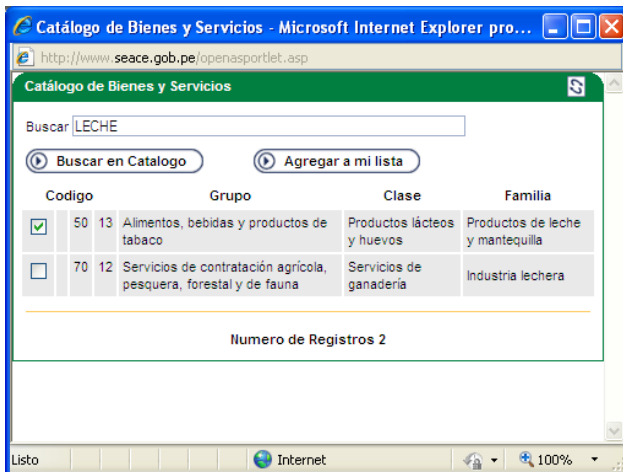 Catálogo de Bienes y Servicios - Microsoft Internet Explorer pro...
http://www.seace.gob.pe/openasportlet.asp
Catálogo de Bienes y Servicios
Buscar LECHE
Buscar en Catalogo Agregar a mi lista
Codigo Grupo Clase Familia
50 13 Alimentos, bebidas y productos de tabaco Productos lácteos y huevos Productos de leche y mantequilla
70 12 Servicios de contratación agrícola, pesquera, forestal y de fauna Servicios de ganadería Industria lechera
Numero de Registros 2
Listo Internet 100%